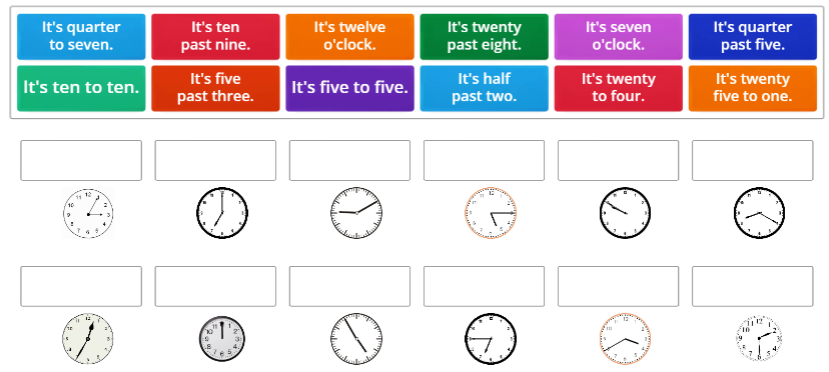 It's quarter
to seven.
It's ten
past nine.
It's twelve
o'clock.
It's twenty
past eight.
It's seven
o'clock.
It's quarter
past five.
It's ten to ten.
It's five
past three.
It's five to five.
It's half
past two.
It's twenty
to four.
It's twenty
five to one.